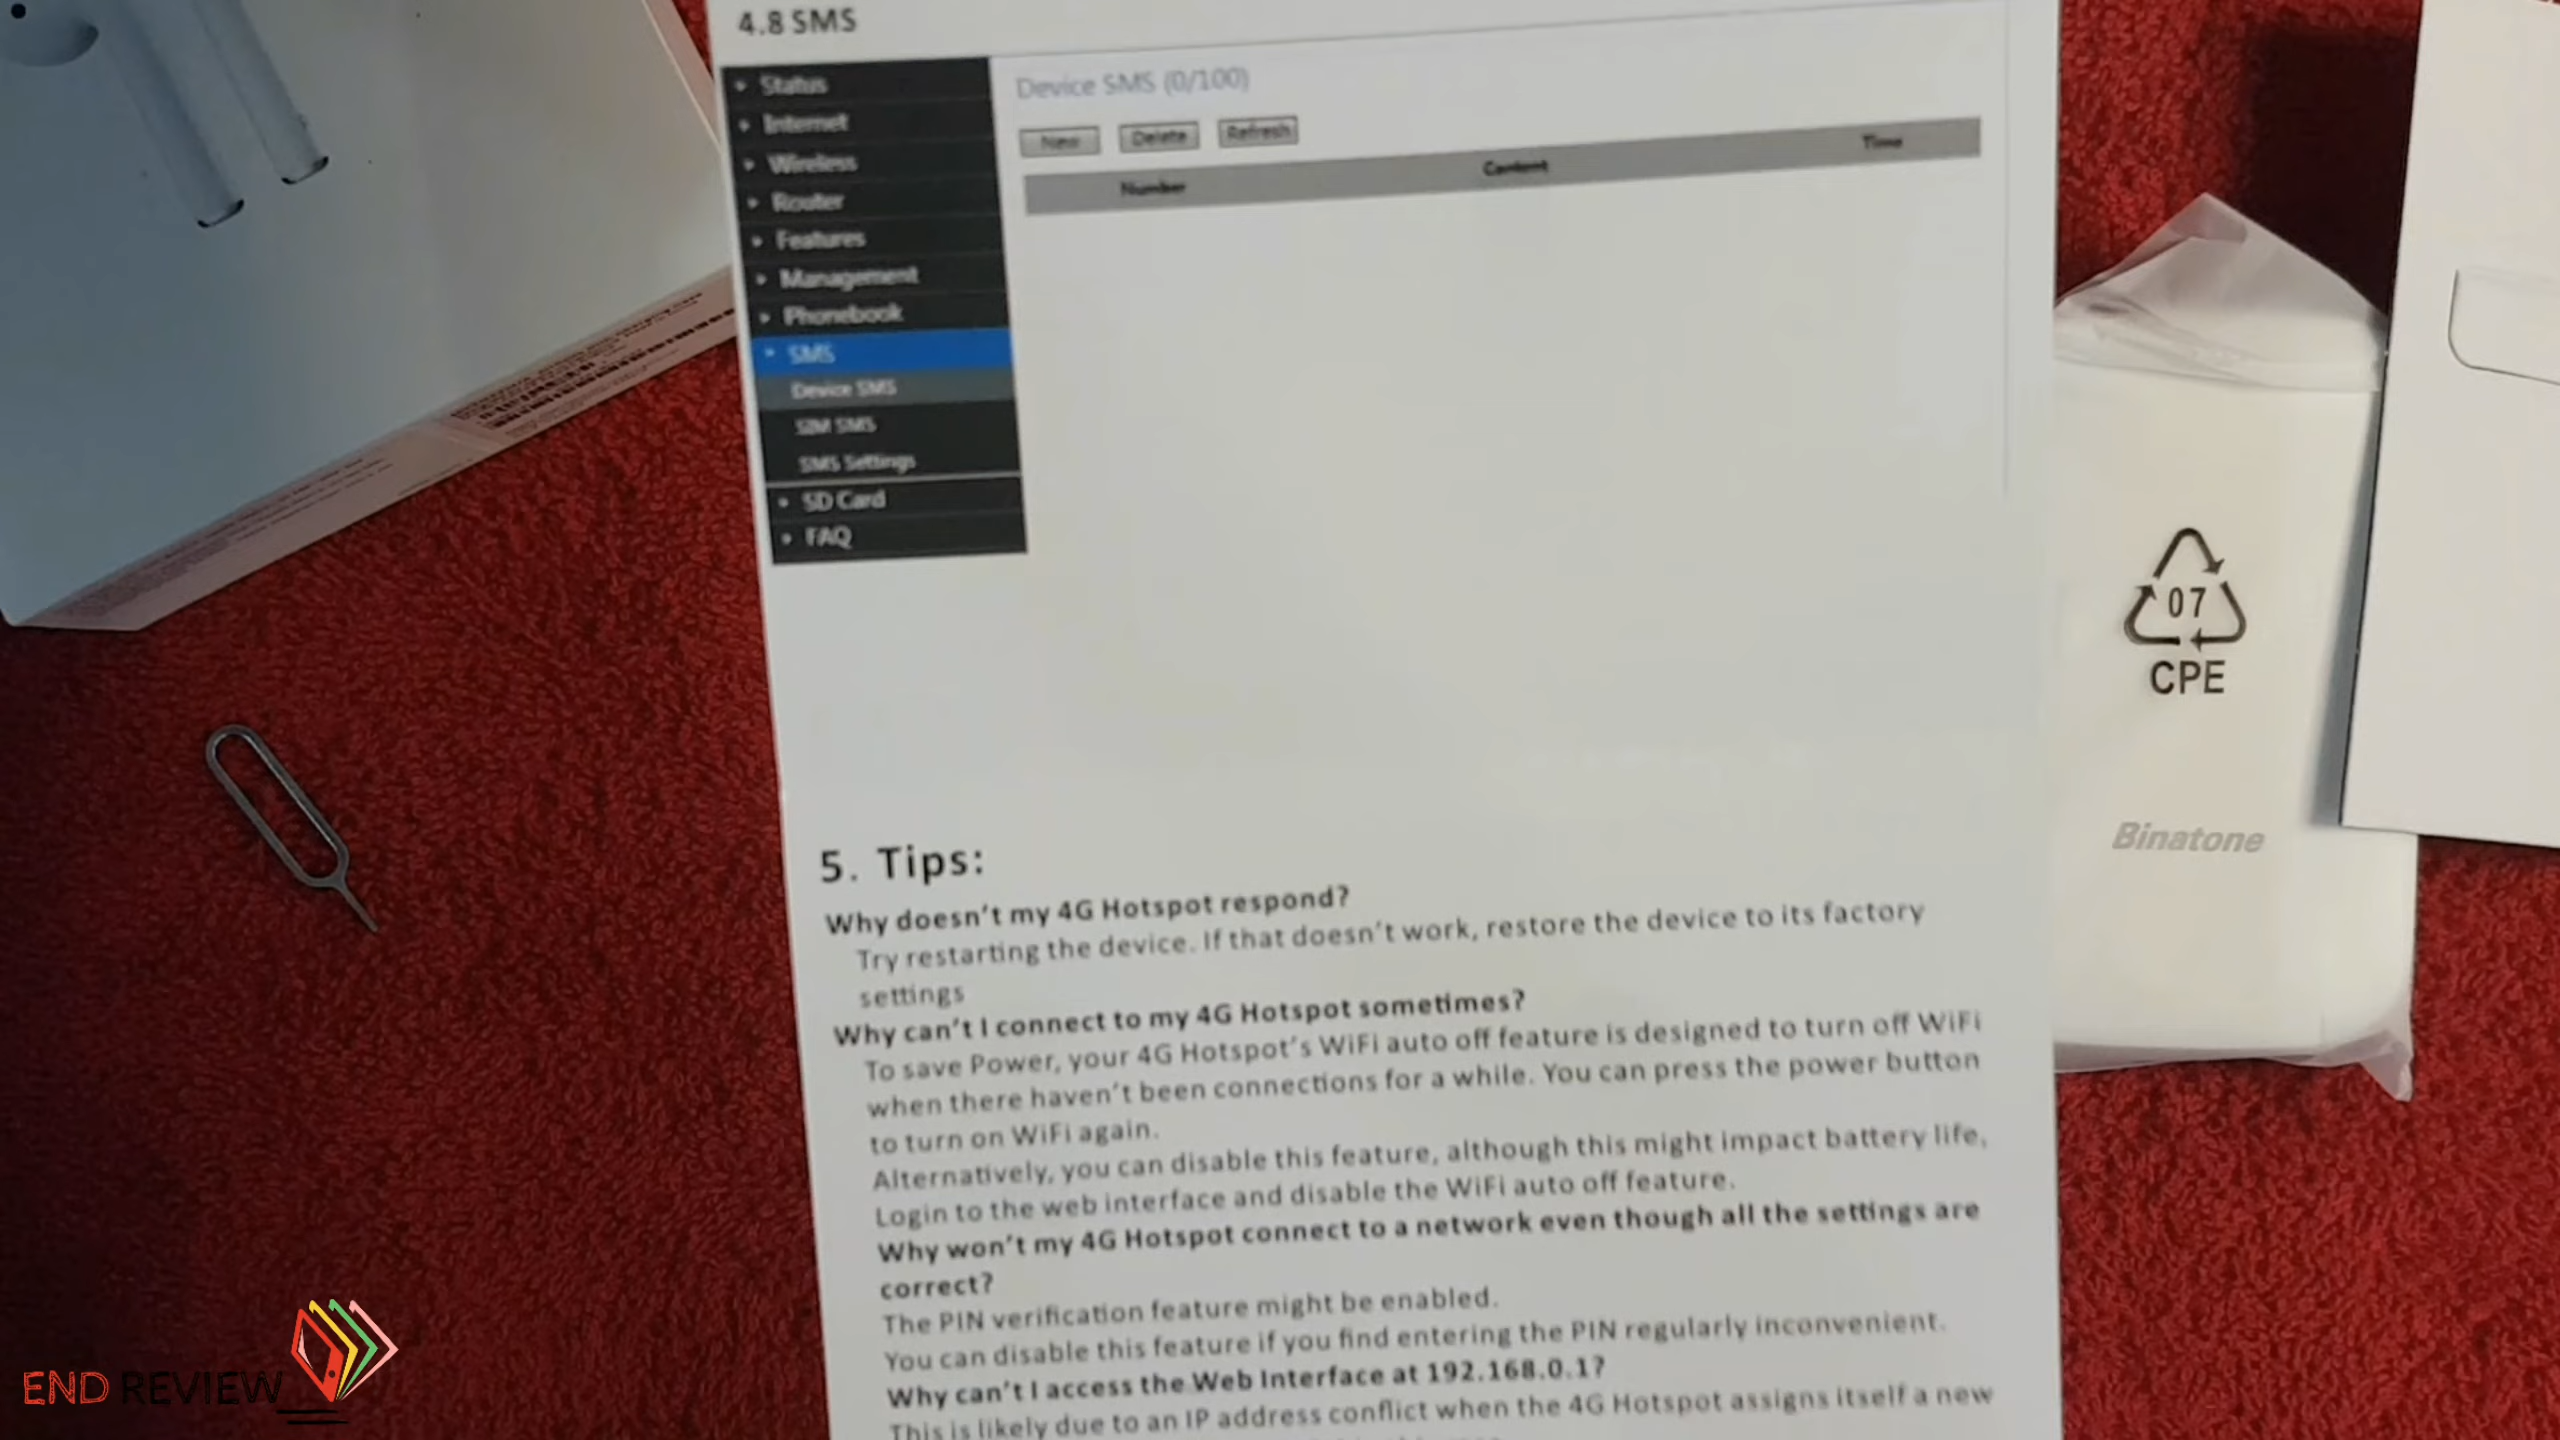 4.8 SMS
Status
Internet
Wireless
Router
Features
Management
Phonebook
SMS
Device SMS
SIM SMS
SMS Settings
SD Card
FAQ
Device SMS (0/100)
New Delete Refresh
Number Content Time
5. Tips:
Why doesn't my 4G Hotspot respond?
Try restarting the device. If that doesn't work, restore the device to its factory
settings
Why can't I connect to my 4G Hotspot sometimes?
To save Power, your 4G Hotspot's WiFi auto off feature is designed to turn off WiFi
when there haven't been connections for a while. You can press the power button
to turn on WiFi again.
Alternatively, you can disable this feature, although this might impact battery life,
Login to the web interface and disable the WiFi auto off feature.
Why won't my 4G Hotspot connect to a network even though all the settings are
correct?
The PIN verification feature might be enabled.
You can disable this feature if you find entering the PIN regularly inconvenient.
Why can't I access the Web Interface at 192.168.0.1?
This is likely due to an IP address conflict when the 4G Hotspot assigns itself a new
07
CPE
Binatone
END REVIEW